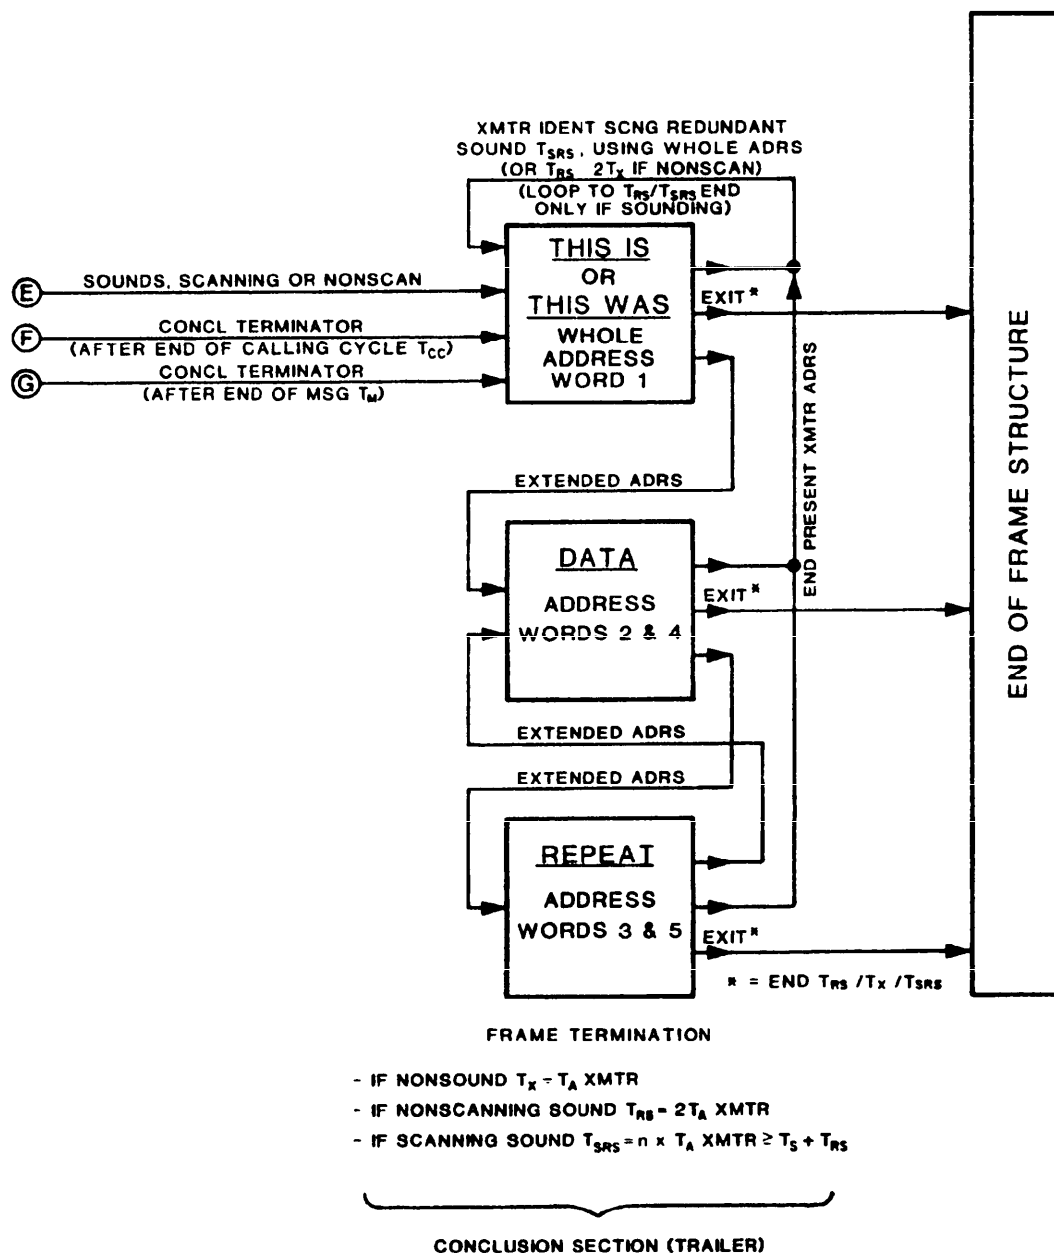 XMTR IDENT SCNG REDUNDANT
SOUND TSRS, USING WHOLE ADRS
(OR TRS 2TX IF NONSCAN)
(LOOP TO TRS/TSRS END
ONLY IF SOUNDING)
THIS IS
OR
THIS WAS
WHOLE
ADDRESS
WORD 1
E
SOUNDS, SCANNING OR NONSCAN
F
CONCL TERMINATOR
(AFTER END OF CALLING CYCLE TCC)
G
CONCL TERMINATOR
(AFTER END OF MSG TM)
EXIT*
EXTENDED ADRS
END PRESENT XMTR ADRS
END OF FRAME STRUCTURE
DATA
ADDRESS
WORDS 2 & 4
EXIT*
EXTENDED ADRS
EXTENDED ADRS
REPEAT
ADDRESS
WORDS 3 & 5
EXIT*
* = END TRS /TX /TSRS
FRAME TERMINATION
- IF NONSOUND TX = TA XMTR
- IF NONSCANNING SOUND TRS = 2TA XMTR
- IF SCANNING SOUND TSRS = n x TA XMTR ≥ TS + TRS
CONCLUSION SECTION (TRAILER)